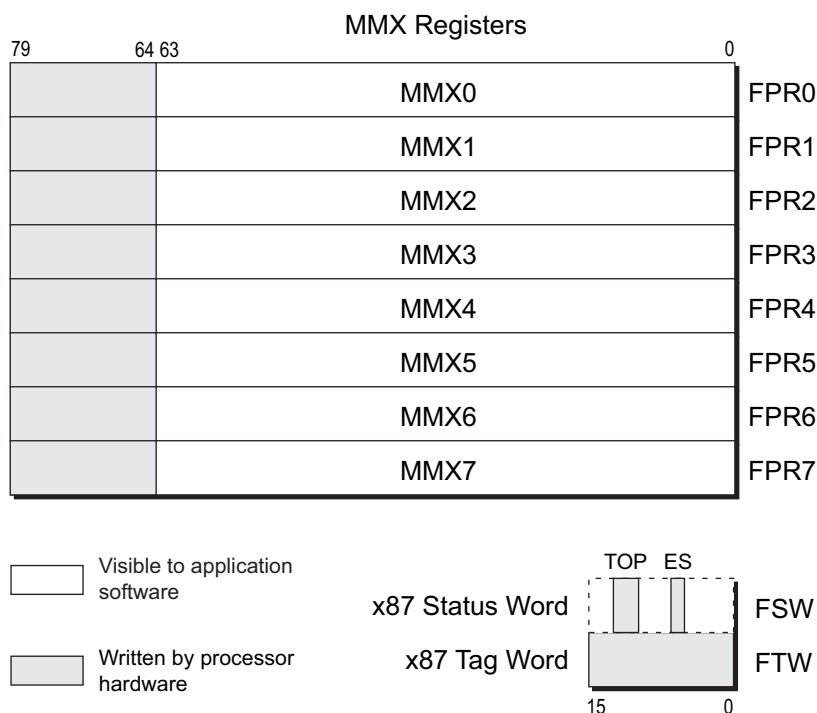 MMX Registers
79 64 63 0
MMX0 FPR0
MMX1 FPR1
MMX2 FPR2
MMX3 FPR3
MMX4 FPR4
MMX5 FPR5
MMX6 FPR6
MMX7 FPR7
Visible to application
software
Written by processor
hardware
TOP ES
x87 Status Word FSW
x87 Tag Word FTW
15 0